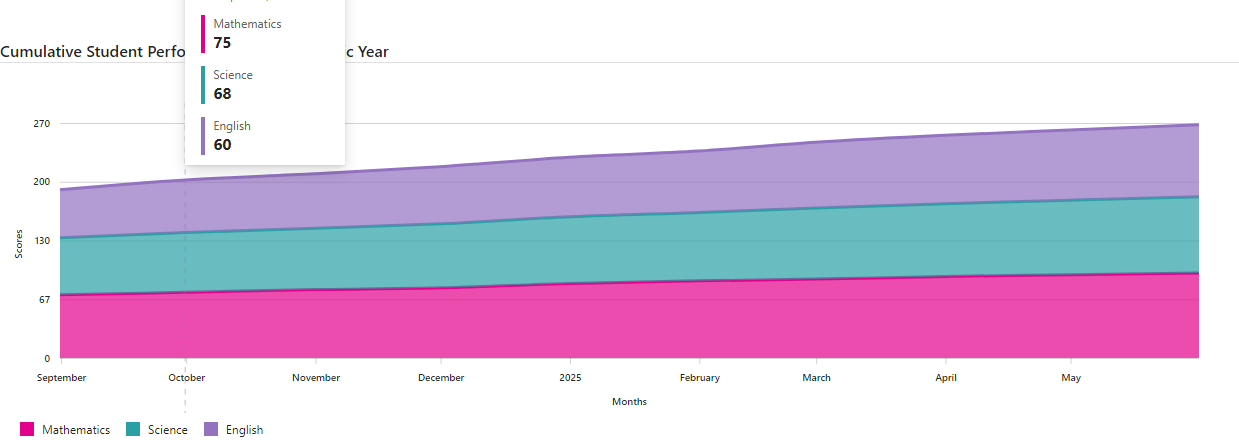 Mathematics
75
Cumulative Student Perfo
c Year
Science
68
English
60
270
200
130
67
0
Scores
September October November December 2025 February March April May
Months
Mathematics Science English